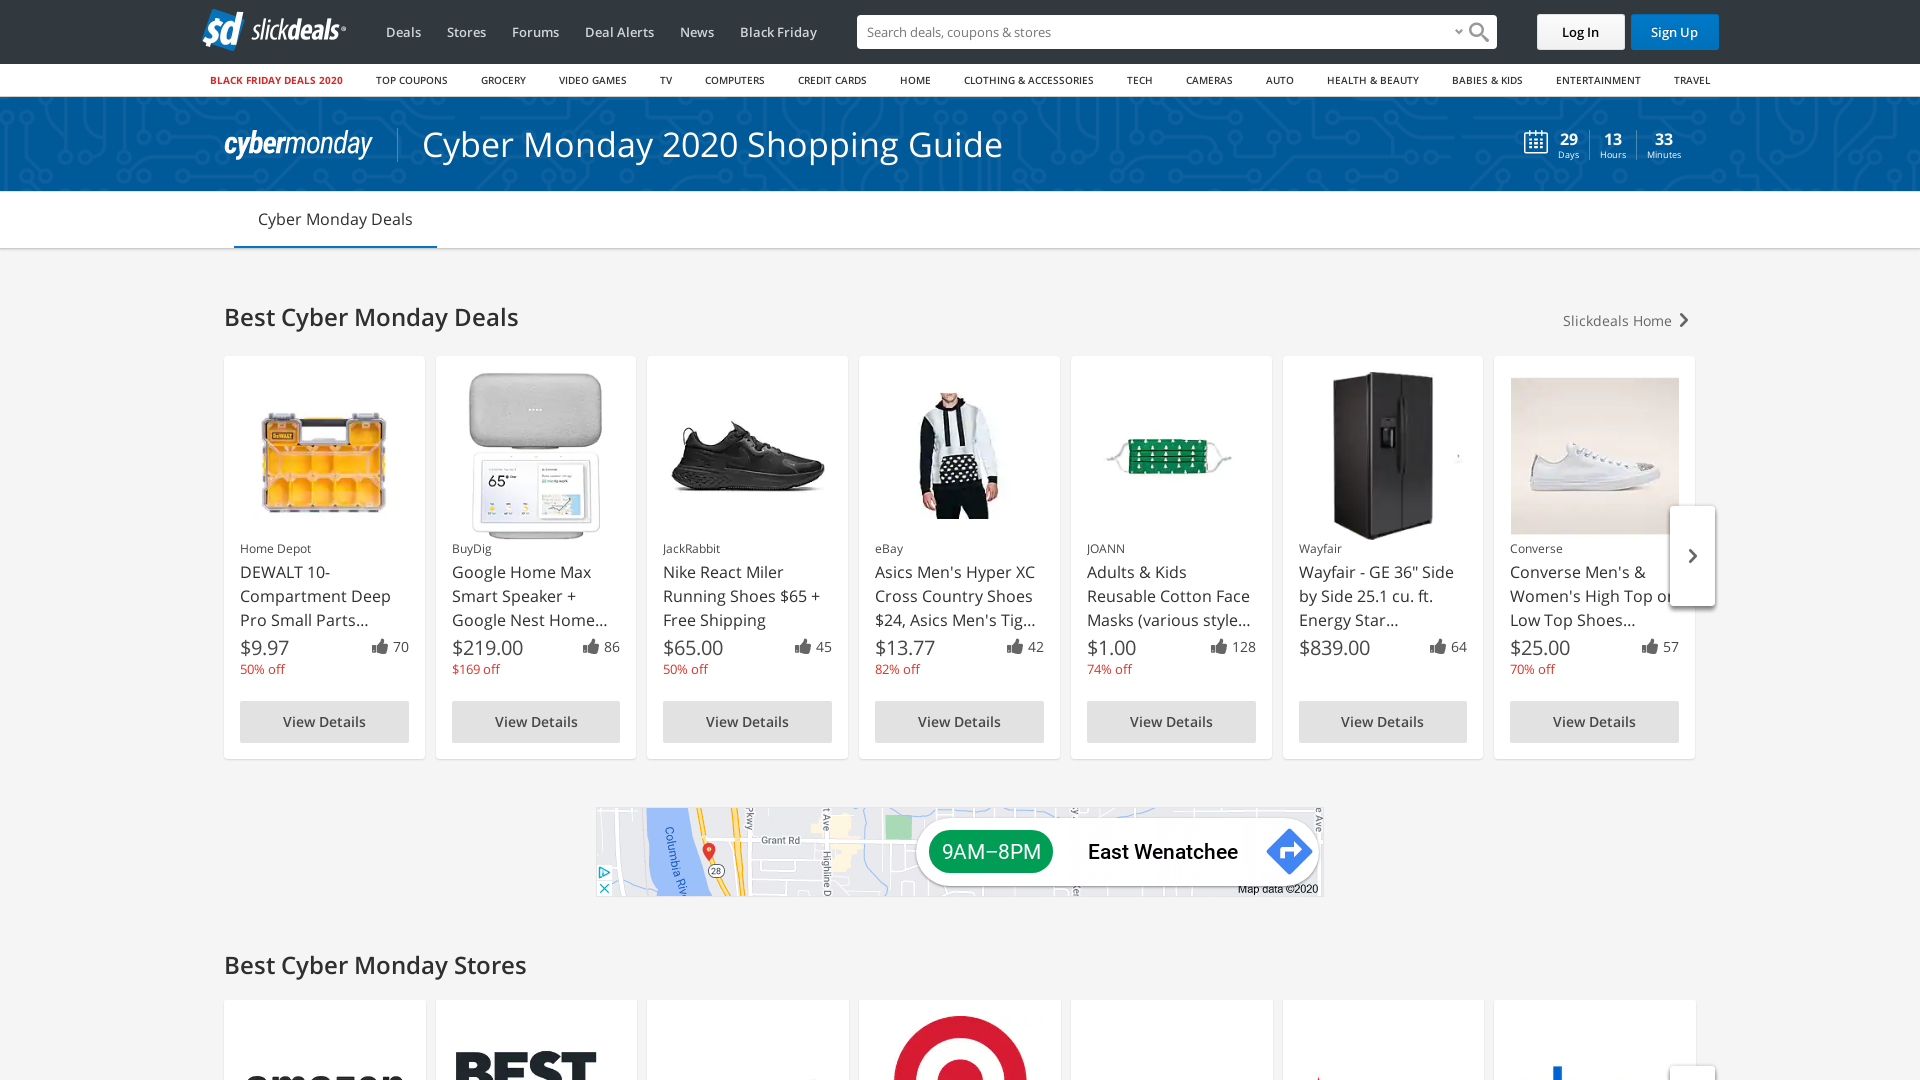 sd slickdeals
Deals
Stores
Forums
Deal Alerts
News
Black Friday
Search deals, coupons & stores
Log In
Sign Up
BLACK FRIDAY DEALS 2020
TOP COUPONS
GROCERY
VIDEO GAMES
TV
COMPUTERS
CREDIT CARDS
HOME
CLOTHING & ACCESSORIES
TECH
CAMERAS
AUTO
HEALTH & BEAUTY
BABIES & KIDS
ENTERTAINMENT
TRAVEL
cybermonday
Cyber Monday 2020 Shopping Guide
29
Days
13
Hours
33
Minutes
Cyber Monday Deals
Best Cyber Monday Deals
Slickdeals Home
DEWALT
Home Depot
DEWALT 10-
Compartment Deep
Pro Small Parts...
$9.97
70
50% off
View Details
65°
BuyDig
Google Home Max
Smart Speaker +
Google Nest Home...
$219.00
86
$169 off
View Details
JackRabbit
Nike React Miler
Running Shoes $65 +
Free Shipping
$65.00
45
50% off
View Details
eBay
Asics Men's Hyper XC
Cross Country Shoes
$24, Asics Men's Tig...
$13.77
42
82% off
View Details
JOANN
Adults & Kids
Reusable Cotton Face
Masks (various style...
$1.00
128
74% off
View Details
Wayfair
Wayfair - GE 36" Side
by Side 25.1 cu. ft.
Energy Star...
$839.00
64
View Details
Converse
Converse Men's &
Women's High Top or
Low Top Shoes...
$25.00
57
70% off
View Details
Columbia Riv
28
Grant Rd
Highline D
9AM–8PM
East Wenatchee
Map data ©2020
Best Cyber Monday Stores
amazon
BEST